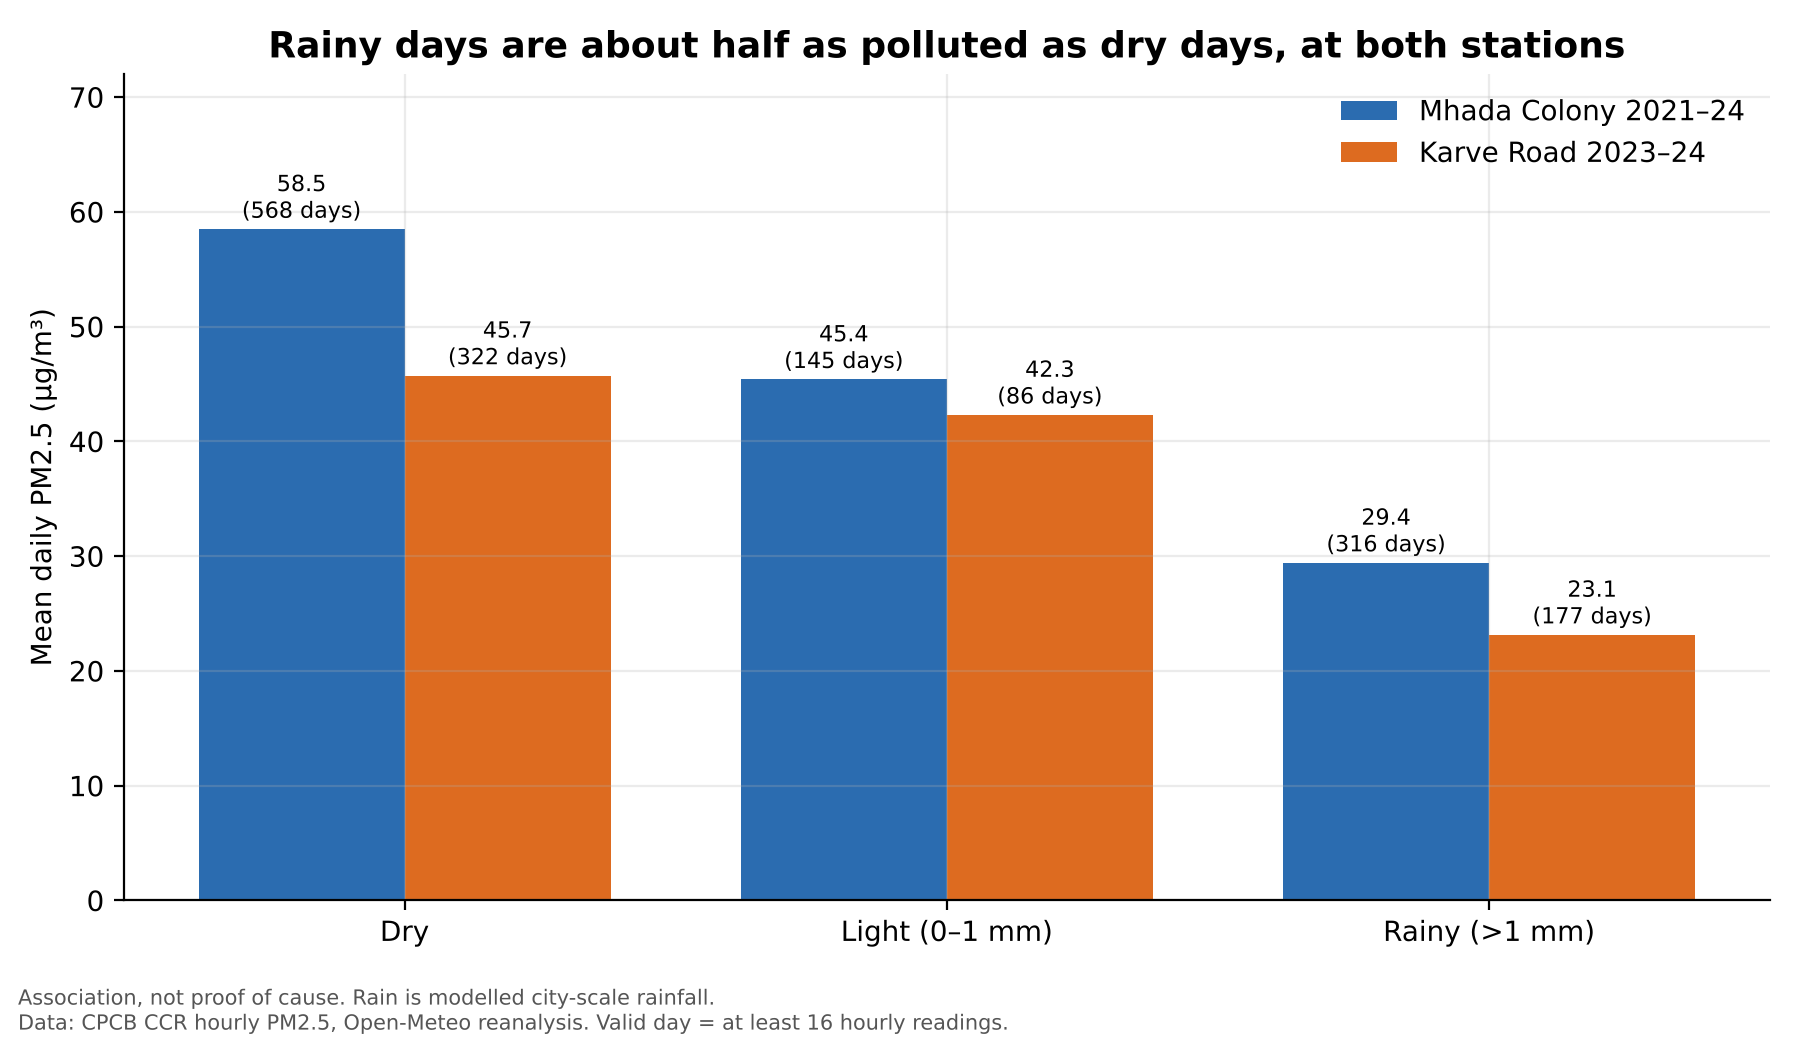 Rainy days are about half as polluted as dry days, at both stations
Mhada Colony 2021–24
Karve Road 2023–24
Mean daily PM2.5 (µg/m³)
70
60
50
40
30
20
10
0
58.5
(568 days)
45.7
(322 days)
45.4
(145 days)
42.3
(86 days)
29.4
(316 days)
23.1
(177 days)
Dry
Light (0–1 mm)
Rainy (>1 mm)
Association, not proof of cause. Rain is modelled city-scale rainfall.
Data: CPCB CCR hourly PM2.5, Open-Meteo reanalysis. Valid day = at least 16 hourly readings.